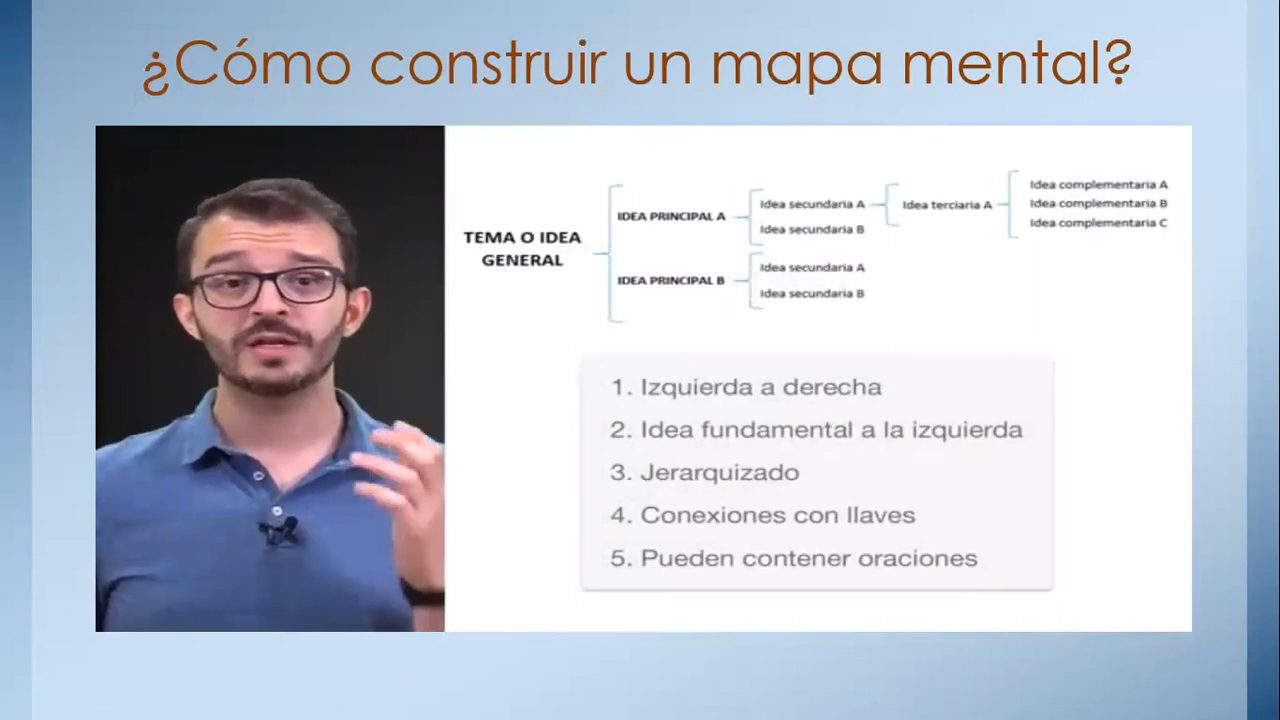 ¿Cómo construir un mapa mental?
TEMA O IDEA
GENERAL
IDEA PRINCIPAL A
Idea secundaria A
Idea terciaria A
Idea complementaria A
Idea complementaria B
Idea complementaria C
Idea secundaria B
IDEA PRINCIPAL B
Idea secundaria A
Idea secundaria B
1. Izquierda a derecha
2. Idea fundamental a la izquierda
3. Jerarquizado
4. Conexiones con llaves
5. Pueden contener oraciones